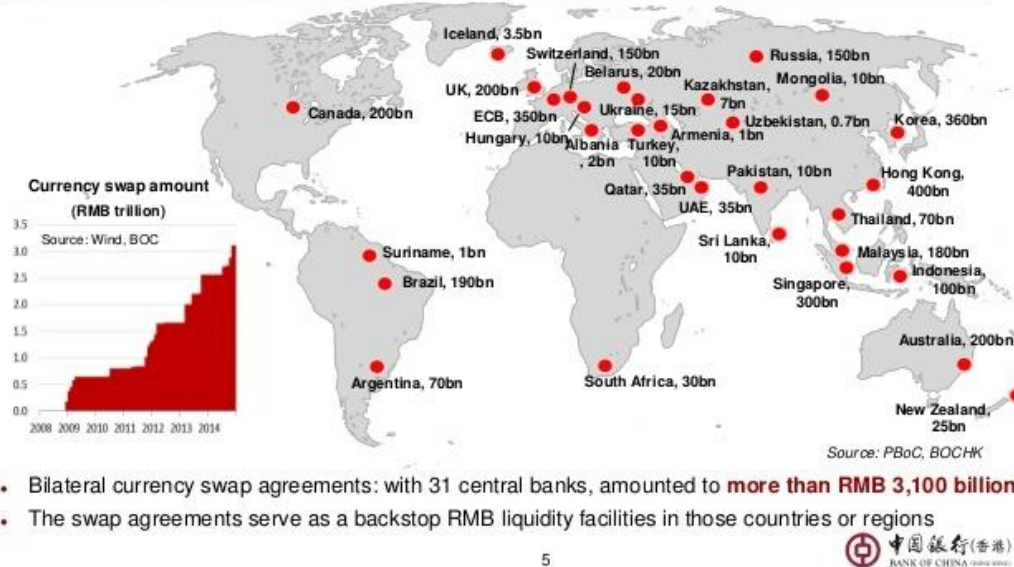 Iceland, 3.5bn
Switzerland, 150bn
Russia, 150bn
Belarus, 20bn
Mongolia, 10bn
UK, 200bn
Kazakhstan,
7bn
Canada, 200bn
ECB, 350bn
Ukraine, 15bn
Uzbekistan, 0.7bn
Korea, 360bn
Hungary, 10bn
Albania
, 2bn
Turkey,
10bn
Armenia, 1bn
Qatar, 35bn
UAE, 35bn
Pakistan, 10bn
Hong Kong,
400bn
Thailand, 70bn
Sri Lanka,
10bn
Malaysia, 180bn
Singapore,
300bn
Indonesia,
100bn
Suriname, 1bn
Brazil, 190bn
Argentina, 70bn
South Africa, 30bn
Australia, 200bn
New Zealand,
25bn
Currency swap amount
(RMB trillion)
3.5
Source: Wind, BOC
3.0
2.5
2.0
1.5
1.0
0.5
0.0
2008 2009 2010 2011 2012 2013 2014
Source: PBoC, BOCHK
• Bilateral currency swap agreements: with 31 central banks, amounted to more than RMB 3,100 billion
• The swap agreements serve as a backstop RMB liquidity facilities in those countries or regions
5
中国银行(香港)
BANK OF CHINA (HONG KONG)